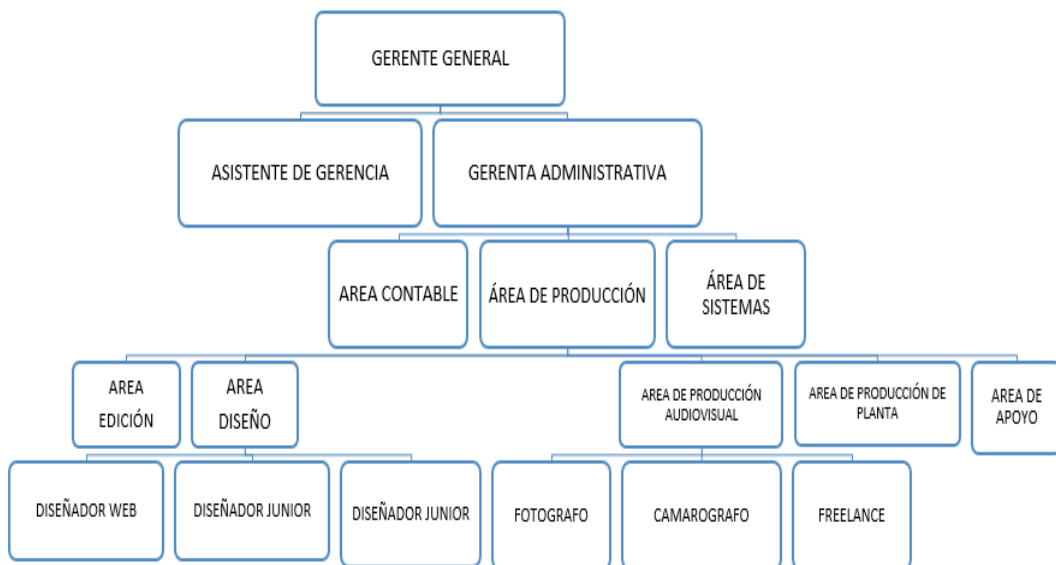 GERENTE GENERAL
ASISTENTE DE GERENCIA
GERENTA ADMINISTRATIVA
AREA CONTABLE
ÁREA DE PRODUCCIÓN
ÁREA DE
SISTEMAS
AREA
EDICIÓN
AREA
DISEÑO
AREA DE PRODUCCIÓN
AUDIOVISUAL
AREA DE PRODUCCIÓN DE
PLANTA
AREA DE
APOYO
DISEÑADOR WEB
DISEÑADOR JUNIOR
DISEÑADOR JUNIOR
FOTOGRAFO
CAMAROGRAFO
FREELANCE